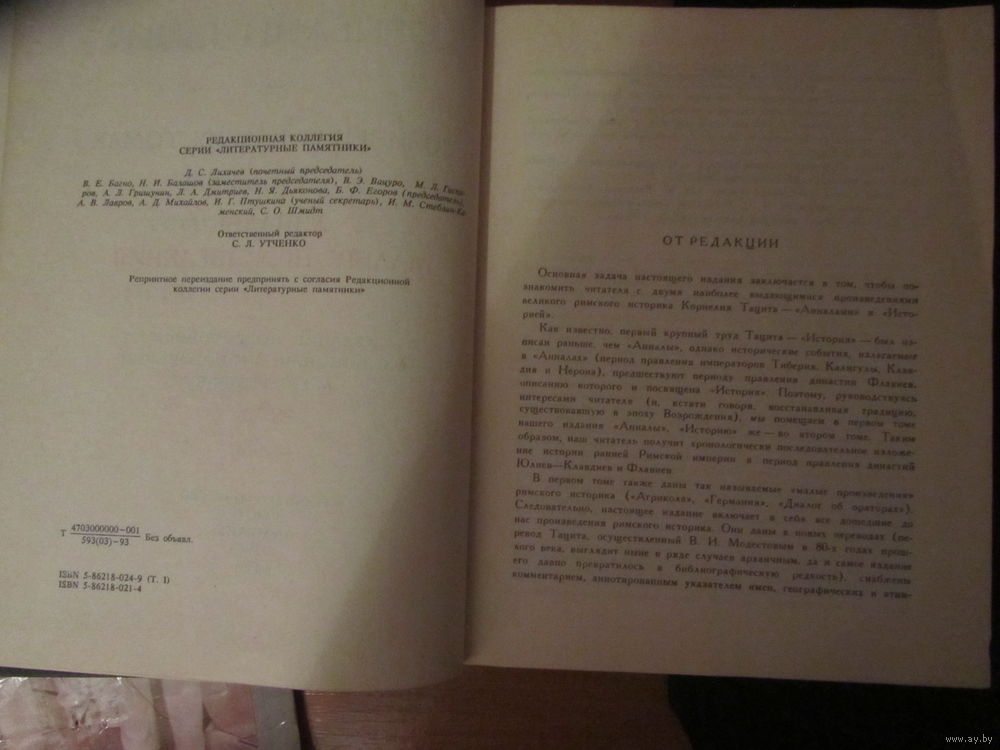 РЕДАКЦИОННАЯ КОЛЛЕГИЯ
СЕРИИ «ЛИТЕРАТУРНЫЕ ПАМЯТНИКИ»
Д. С. Лихачев (почетный председатель)
В. Е. Багно, Н. И. Балашов (заместитель председателя), В. Э. Вацуро, М. Л. Гаспа-
ров, А. Л. Гришунин, Л. А. Дмитриев, Н. Я. Дьяконова, Б. Ф. Егоров (председатель),
А. В. Лавров, А. Д. Михайлов, И. Г. Птушкина (ученый секретарь), И. М. Стеблин-Ка-
менский, С. О. Шмидт
Ответственный редактор
С. Л. УТЧЕНКО
Репринтное переиздание предпринять с согласия Редакционной
коллегии серии «Литературные памятники»
Т 4703000000—001
593(03)-93 Без объявл.
ISBN 5-86218-024-9 (Т. 1)
ISBN 5-86218-021-4
ОТ РЕДАКЦИИ
Основная задача настоящего издания заключается в том, чтобы по-
знакомить читателя с двумя наиболее выдающимися произведениями
великого римского историка Корнелия Тацита — «Анналами» и «Исто-
рией».
Как известно, первый крупный труд Тацита — «История» — был на-
писан раньше, чем «Анналы», однако исторические события, излагаемые
в «Анналах» (период правления императоров Тиберия, Калигулы, Клав-
дия и Нерона), предшествуют периоду правления династии Флавиев,
описанию которого и посвящена «История». Поэтому, руководствуясь
интересами читателя (и, кстати говоря, восстанавливая традицию,
существовавшую в эпоху Возрождения), мы помещаем в первом томе
нашего издания «Анналы», «Историю» же — во втором томе. Таким
образом, наш читатель получит хронологически последовательное изложе-
ние истории ранней Римской империи в период правления династий
Юлиев—Клавдиев и Флавиев.
В первом томе также даны так называемые «малые произведения»
римского историка («Агрикола», «Германия», «Диалог об ораторах»).
Следовательно, настоящее издание включает в себя все дошедшие до
нас произведения римского историка. Они даны в новых переводах (пе-
ревод Тацита, осуществленный В. И. Модестовым в 80-х годах прош-
лого века, выглядит ныне в ряде случаев архаичным, да и самое издание
его давно превратилось в библиографическую редкость), снабжены
комментарием, аннотированным указателем имен, географических и этни-
www.ay.by